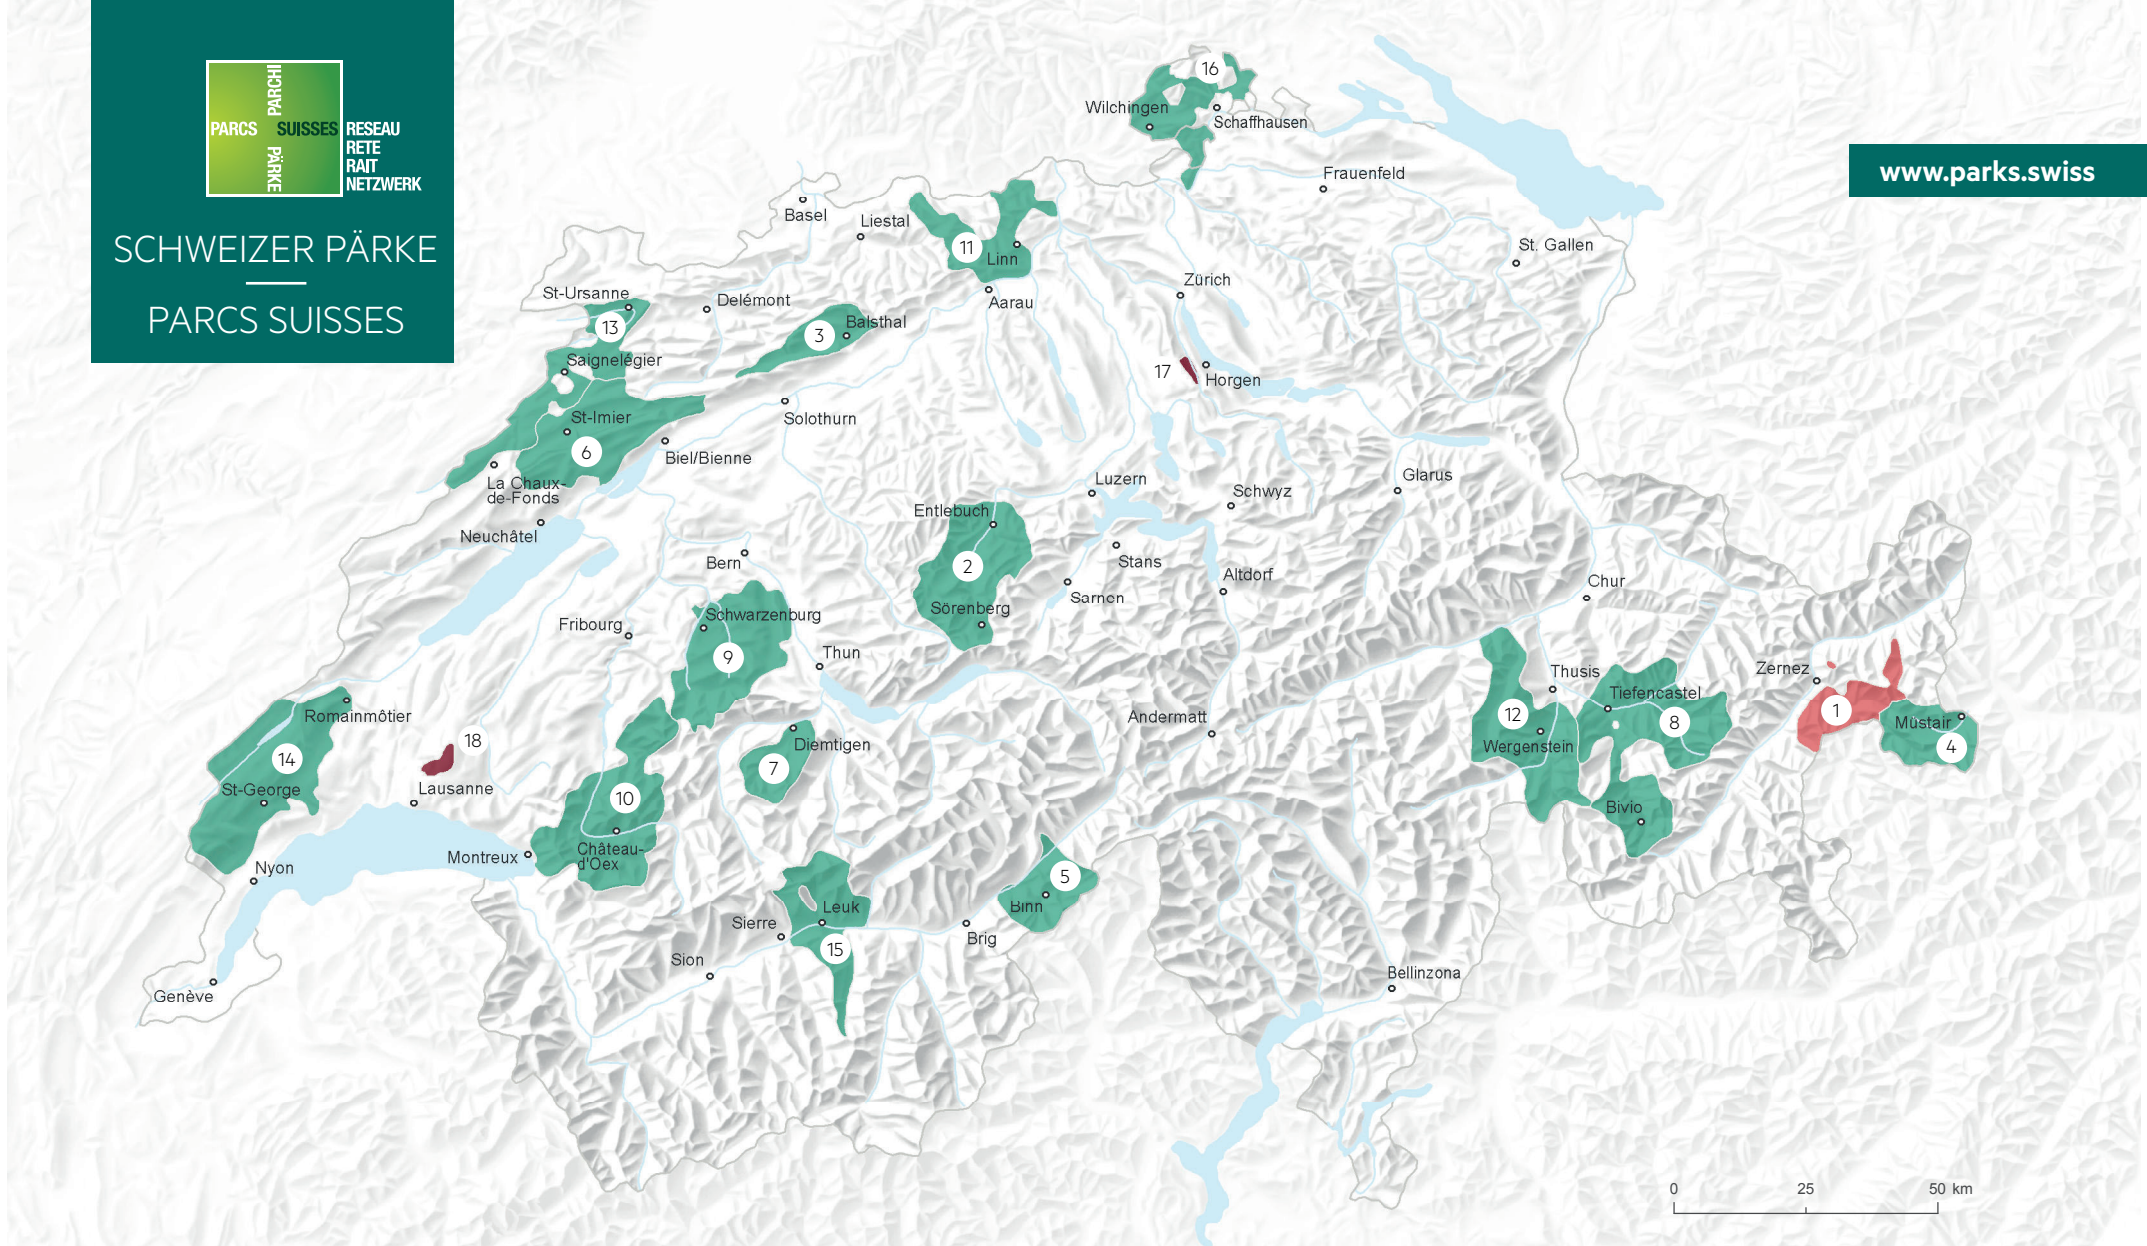 PARCHI
PARCS SUISSES
PÄRKE
RESEAU
RETE
RAIT
NETZWERK
SCHWEIZER PÄRKE
PARCS SUISSES
www.parks.swiss
16
Wilchingen
Schaffhausen
Frauenfeld
Basel
Liestal
11
Linn
St. Gallen
Zürich
St-Ursanne
Delémont
Aarau
13
3
Balsthal
Saignelégier
17
Horgen
St-Imier
Solothurn
6
Biel/Bienne
La Chaux-
de-Fonds
Luzern
Schwyz
Glarus
Entlebuch
Neuchâtel
Bern
2
Stans
Altdorf
Chur
Sarnen
Sörenberg
Schwarzenburg
Fribourg
9
Thun
Zernez
Thusis
Tiefencastel
Romainmôtier
12
8
1
Müstair
Andermatt
18
Diemtigen
Wergenstein
4
14
7
St-George
Lausanne
10
Bivio
Château-
d'Oex
Montreux
Nyon
5
Binn
Leuk
Sierre
15
Brig
Sion
Bellinzona
Genève
0 25 50 km